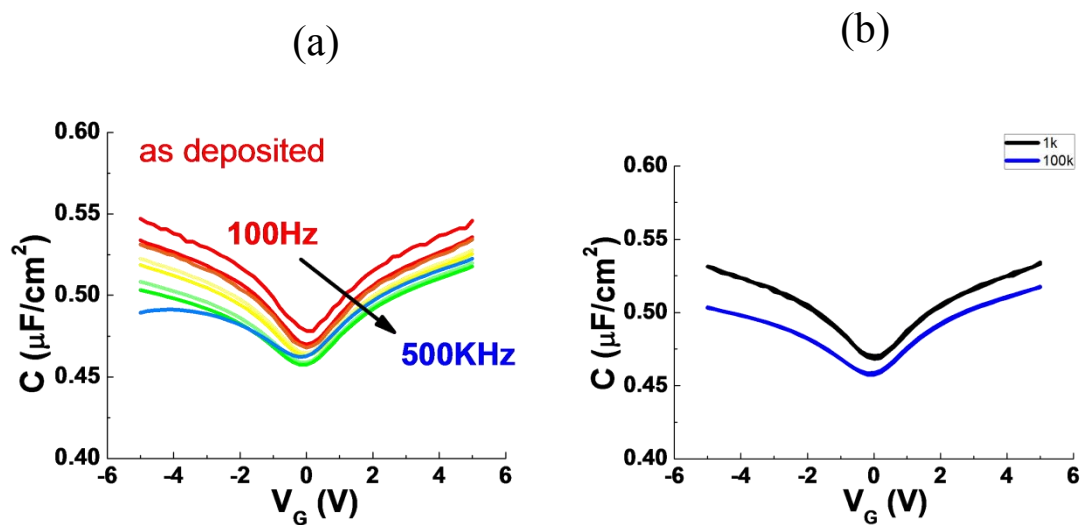 (a)
as deposited
100Hz
500KHz
C (μF/cm²)
0.60
0.55
0.50
0.45
0.40
-6 -4 -2 0 2 4 6
V_G (V)
(b)
1k
100k
C (μF/cm²)
0.60
0.55
0.50
0.45
0.40
-6 -4 -2 0 2 4 6
V_G (V)